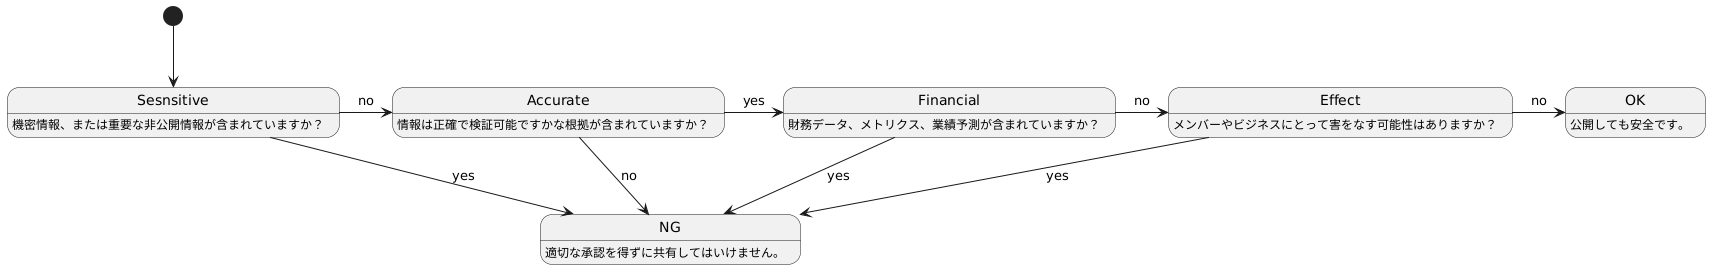 Sesnsitive
機密情報、または重要な非公開情報が含まれていますか？
no
Accurate
情報は正確で検証可能ですかな根拠が含まれていますか？
yes
Financial
財務データ、メトリクス、業績予測が含まれていますか？
no
Effect
メンバーやビジネスにとって害をなす可能性はありますか？
no
OK
公開しても安全です。
yes
no
yes
yes
NG
適切な承認を得ずに共有してはいけません。